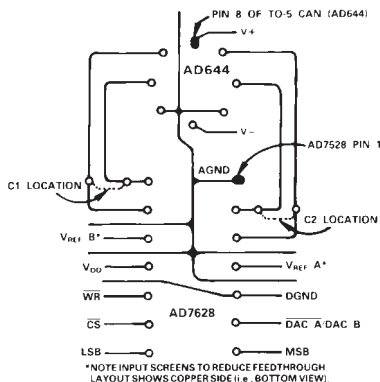 PIN 8 OF TO-5 CAN (AD644)
V+
AD644
V−
AD7528 PIN 1
AGND
C1 LOCATION
C2 LOCATION
VREF B*
VDD
VREF A*
WR
DGND
AD7628
CS
DAC A/DAC B
LSB
MSB
*NOTE INPUT SCREENS TO REDUCE FEEDTHROUGH
LAYOUT SHOWS COPPER SIDE (i.e., BOTTOM VIEW).